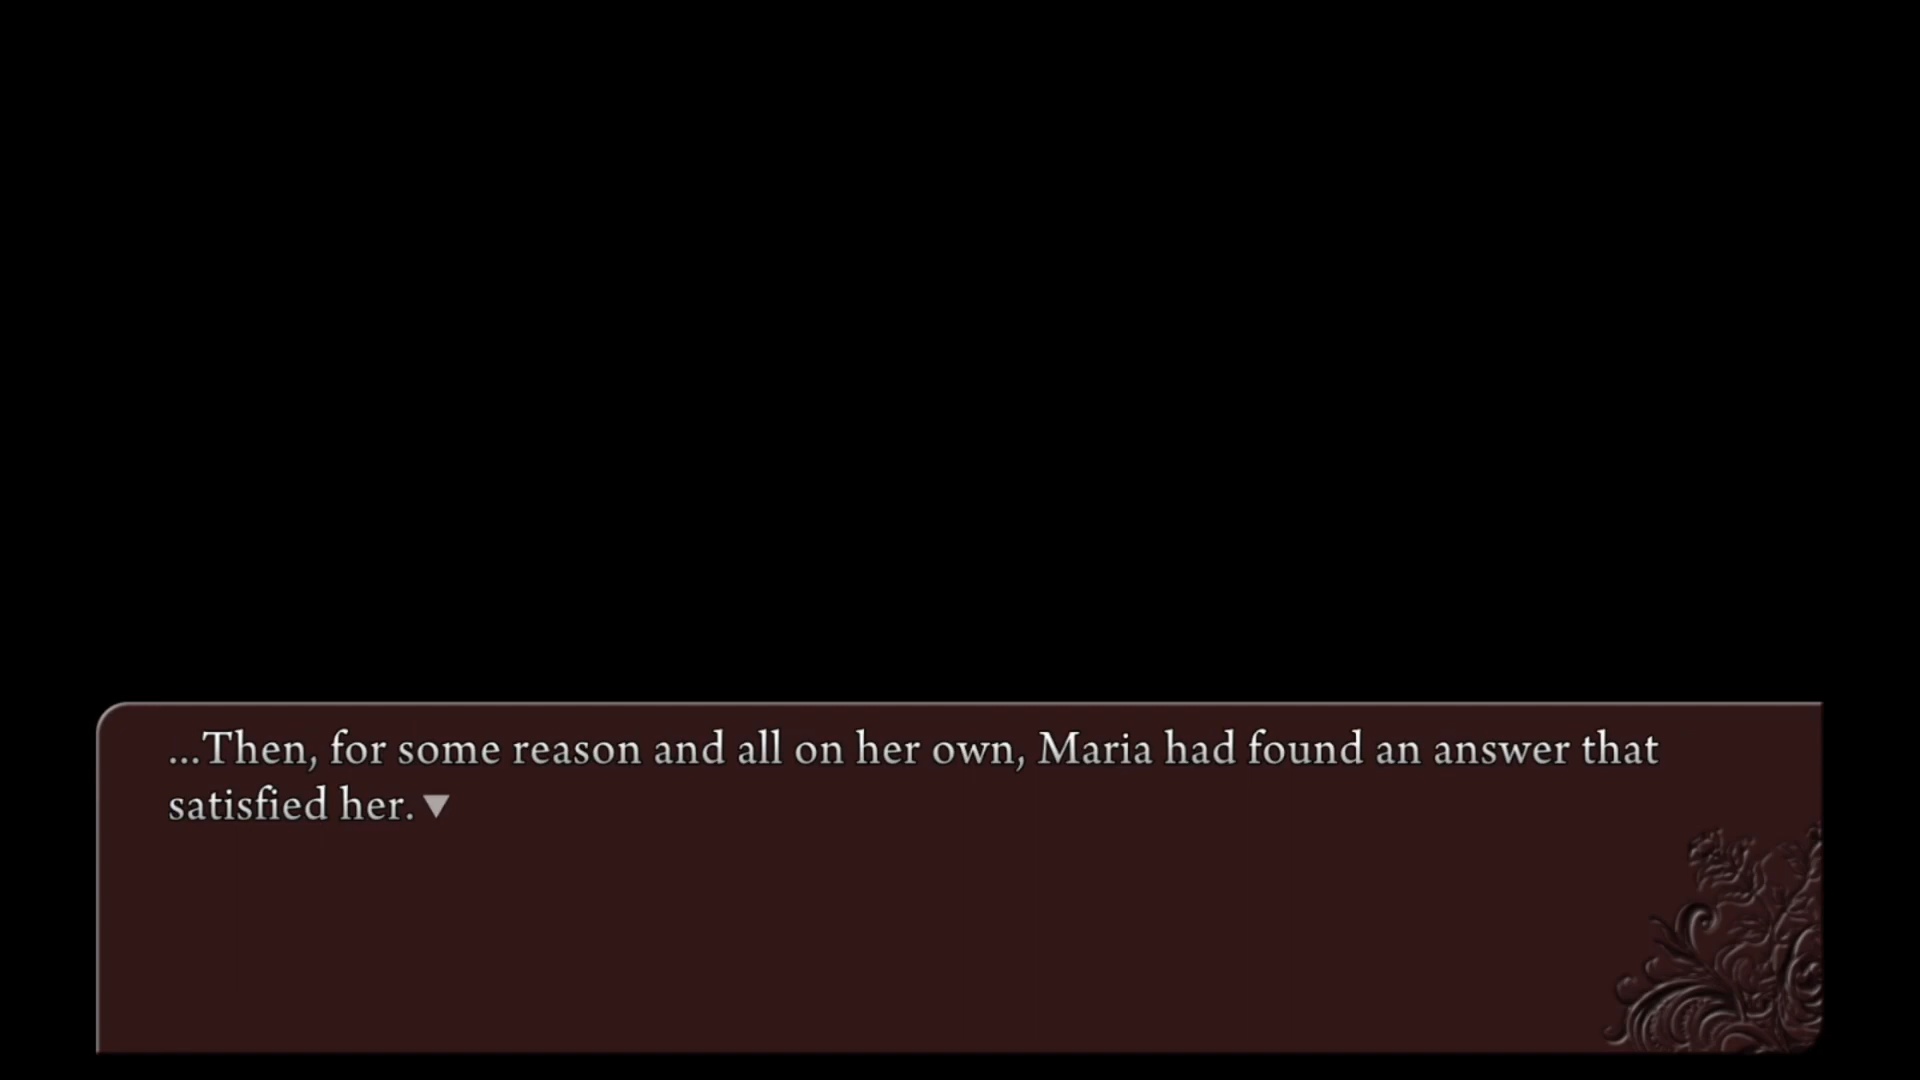 ...Then, for some reason and all on her own, Maria had found an answer that
satisfied her.